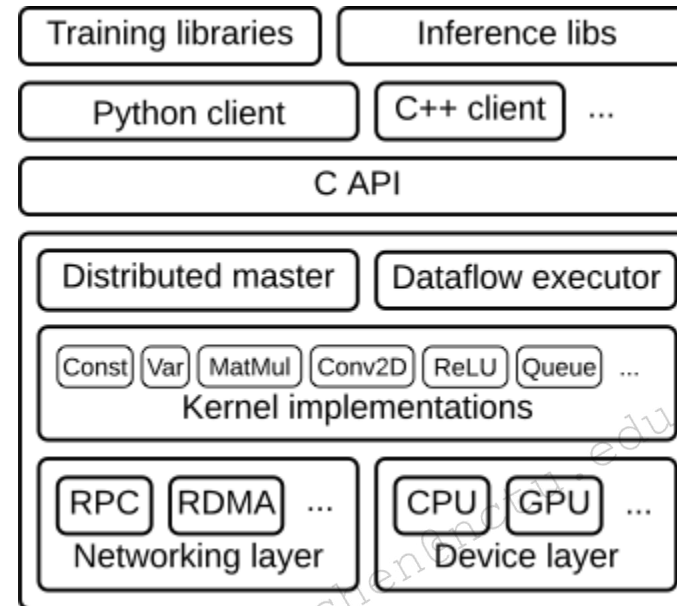 Training libraries Inference libs
Python client C++ client ...
C API
Distributed master Dataflow executor
Const Var MatMul Conv2D ReLU Queue ...
Kernel implementations
RPC RDMA ... CPU GPU ...
Networking layer Device layer